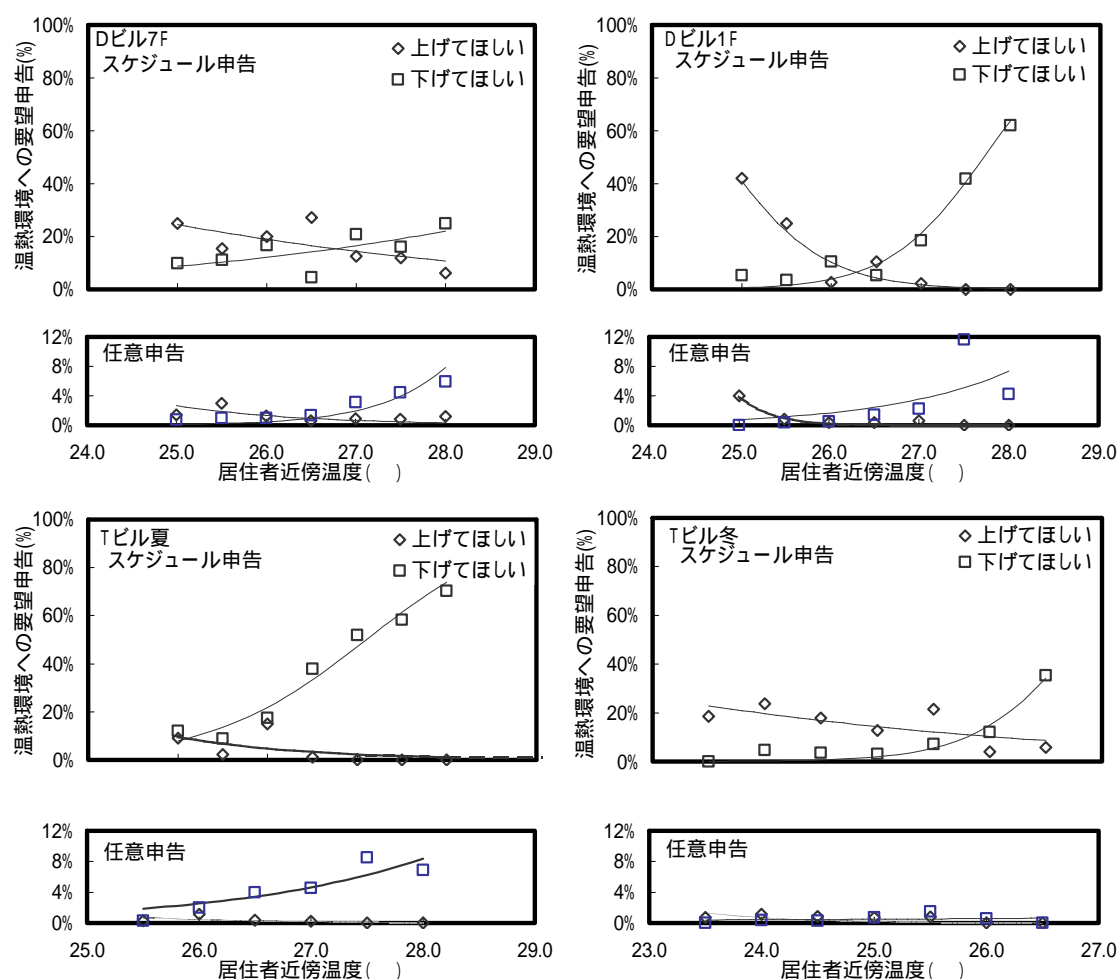 Dビル7F
スケジュール申告
◇ 上げてほしい
□ 下げてほしい
温熱環境への要望申告(%)
100%
80%
60%
40%
20%
0%
任意申告
12%
8%
4%
0%
24.0 25.0 26.0 27.0 28.0 29.0
居住者近傍温度( )
Dビル1F
スケジュール申告
◇ 上げてほしい
□ 下げてほしい
温熱環境への要望申告(%)
100%
80%
60%
40%
20%
0%
任意申告
12%
8%
4%
0%
24.0 25.0 26.0 27.0 28.0 29.0
居住者近傍温度( )
Tビル夏
スケジュール申告
◇ 上げてほしい
□ 下げてほしい
温熱環境への要望申告(%)
100%
80%
60%
40%
20%
0%
任意申告
12%
8%
4%
0%
25.0 26.0 27.0 28.0 29.0
居住者近傍温度( )
Tビル冬
スケジュール申告
◇ 上げてほしい
□ 下げてほしい
温熱環境への要望申告(%)
100%
80%
60%
40%
20%
0%
任意申告
12%
8%
4%
0%
23.0 24.0 25.0 26.0 27.0
居住者近傍温度( )